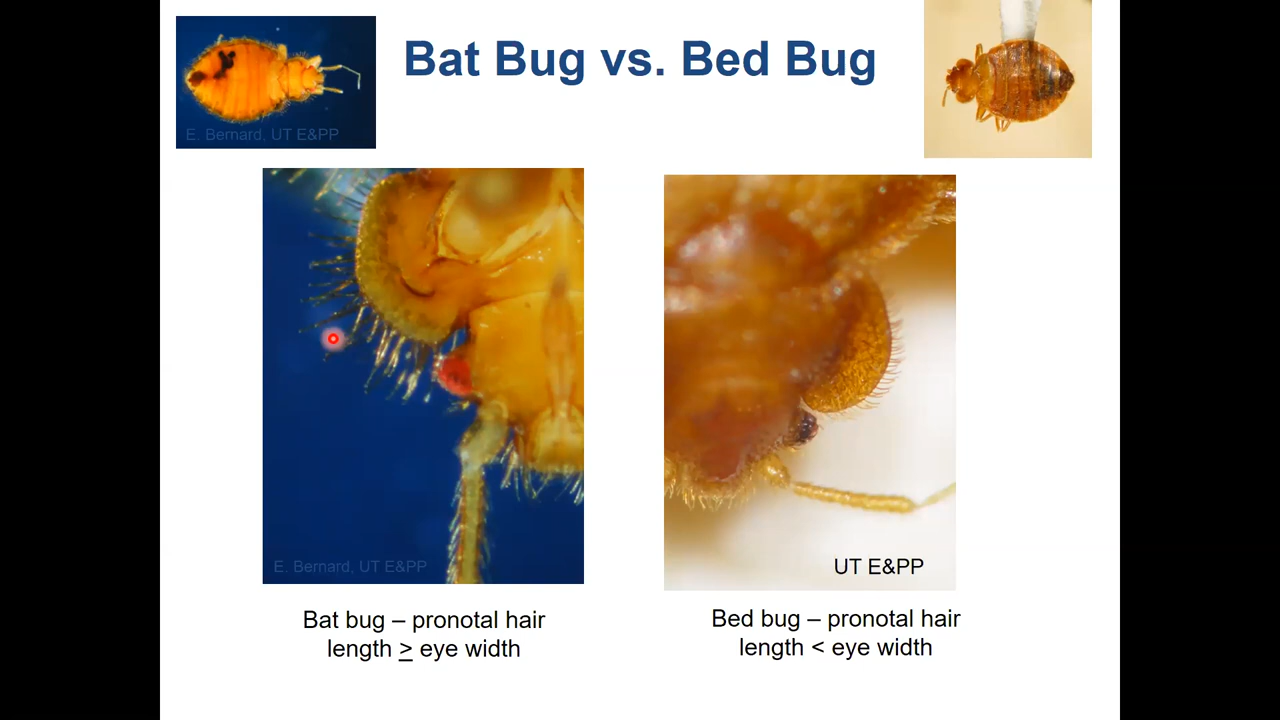 Bat Bug vs. Bed Bug
E. Bernard, UT E&PP
E. Bernard, UT E&PP
UT E&PP
Bat bug – pronotal hair
length ≥ eye width
Bed bug – pronotal hair
length < eye width